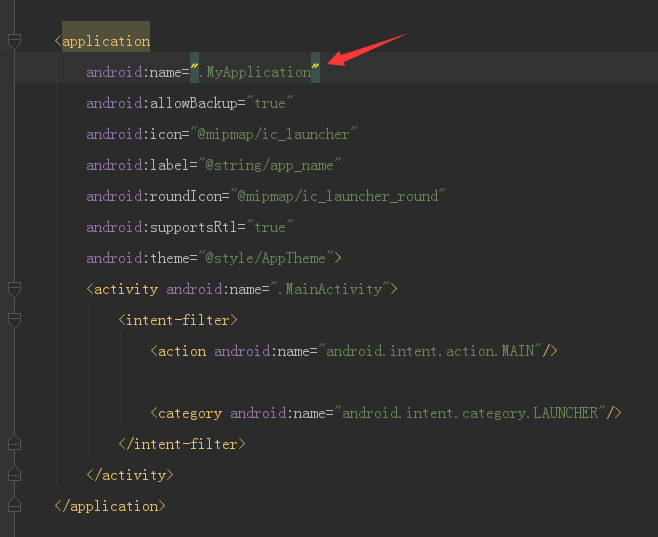 <application
android:name=".MyApplication"
android:allowBackup="true"
android:icon="@mipmap/ic_launcher"
android:label="@string/app_name"
android:roundIcon="@mipmap/ic_launcher_round"
android:supportsRtl="true"
android:theme="@style/AppTheme">
<activity android:name=".MainActivity">
<intent-filter>
<action android:name="android.intent.action.MAIN"/>
<category android:name="android.intent.category.LAUNCHER"/>
</intent-filter>
</activity>
</application>